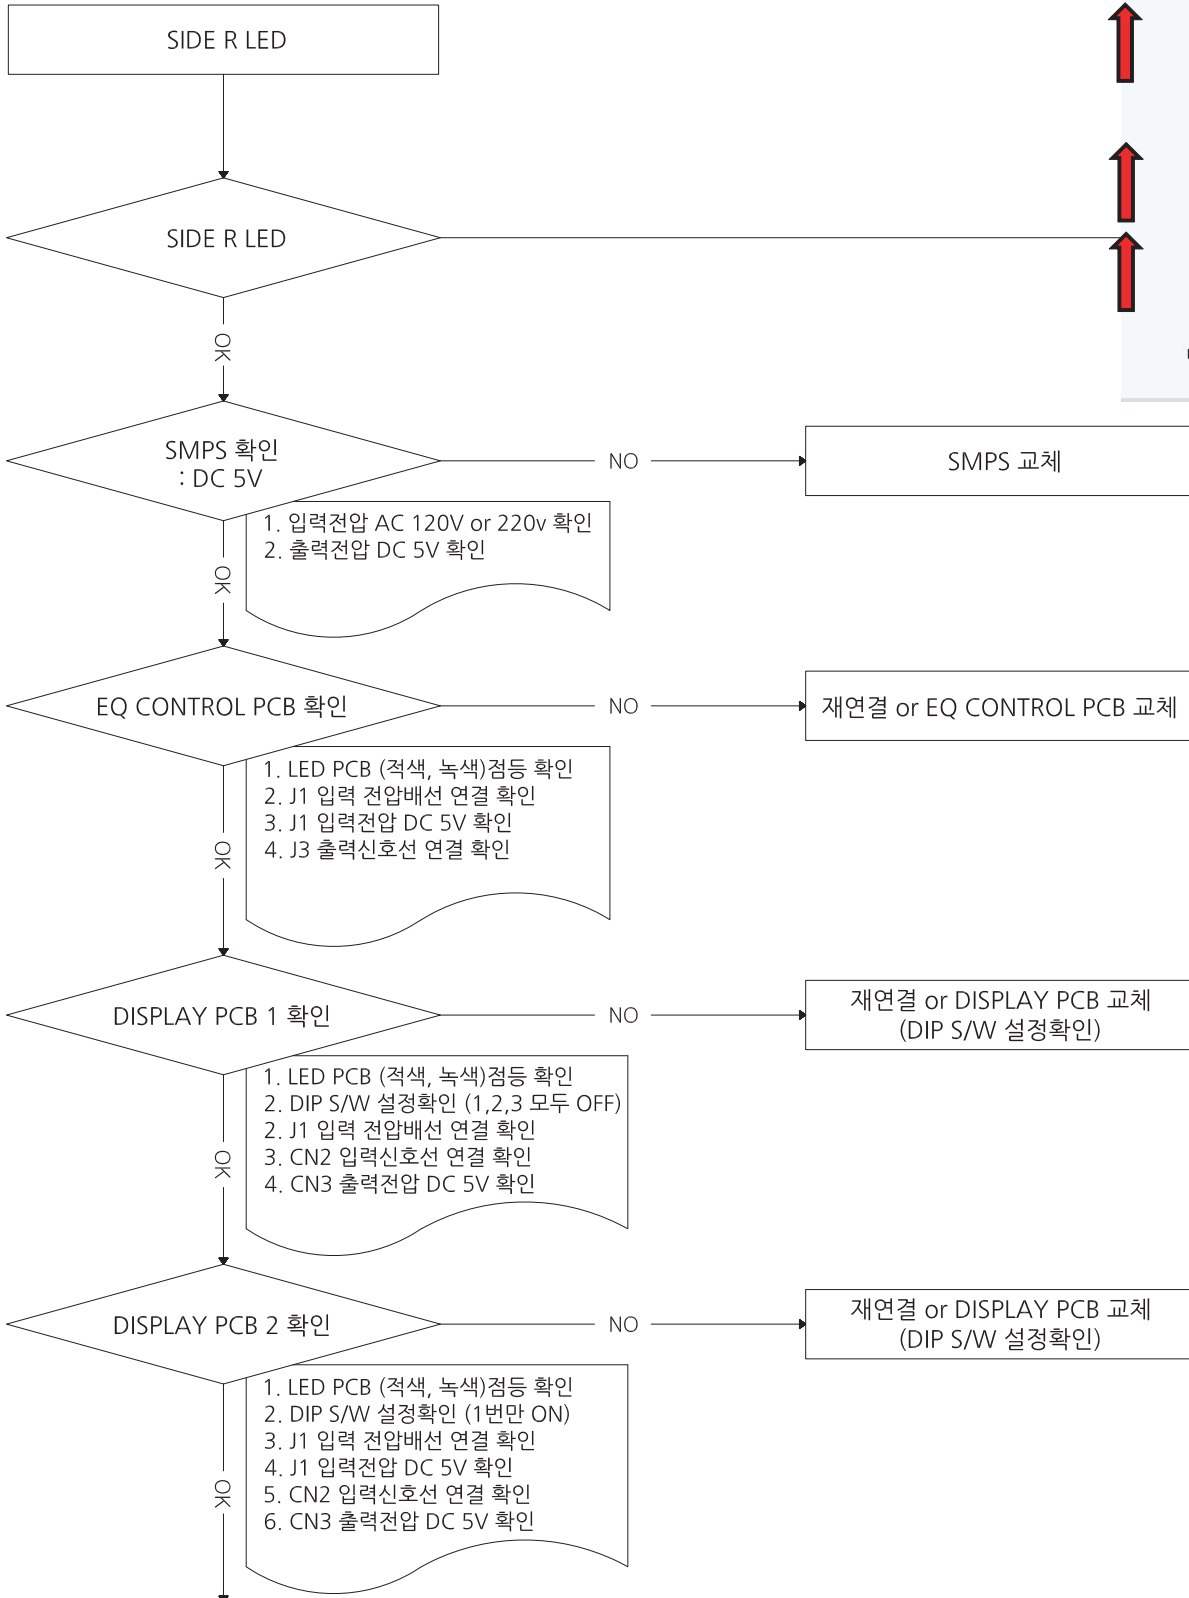 SIDE R LED
SIDE R LED
OK
SMPS 확인
: DC 5V
NO
SMPS 교체
1. 입력전압 AC 120V or 220v 확인
2. 출력전압 DC 5V 확인
OK
EQ CONTROL PCB 확인
NO
재연결 or EQ CONTROL PCB 교체
1. LED PCB (적색, 녹색)점등 확인
2. J1 입력 전압배선 연결 확인
3. J1 입력전압 DC 5V 확인
4. J3 출력신호선 연결 확인
OK
DISPLAY PCB 1 확인
NO
재연결 or DISPLAY PCB 교체
(DIP S/W 설정확인)
1. LED PCB (적색, 녹색)점등 확인
2. DIP S/W 설정확인 (1,2,3 모두 OFF)
2. J1 입력 전압배선 연결 확인
3. CN2 입력신호선 연결 확인
4. CN3 출력전압 DC 5V 확인
OK
DISPLAY PCB 2 확인
NO
재연결 or DISPLAY PCB 교체
(DIP S/W 설정확인)
1. LED PCB (적색, 녹색)점등 확인
2. DIP S/W 설정확인 (1번만 ON)
3. J1 입력 전압배선 연결 확인
4. J1 입력전압 DC 5V 확인
5. CN2 입력신호선 연결 확인
6. CN3 출력전압 DC 5V 확인
OK